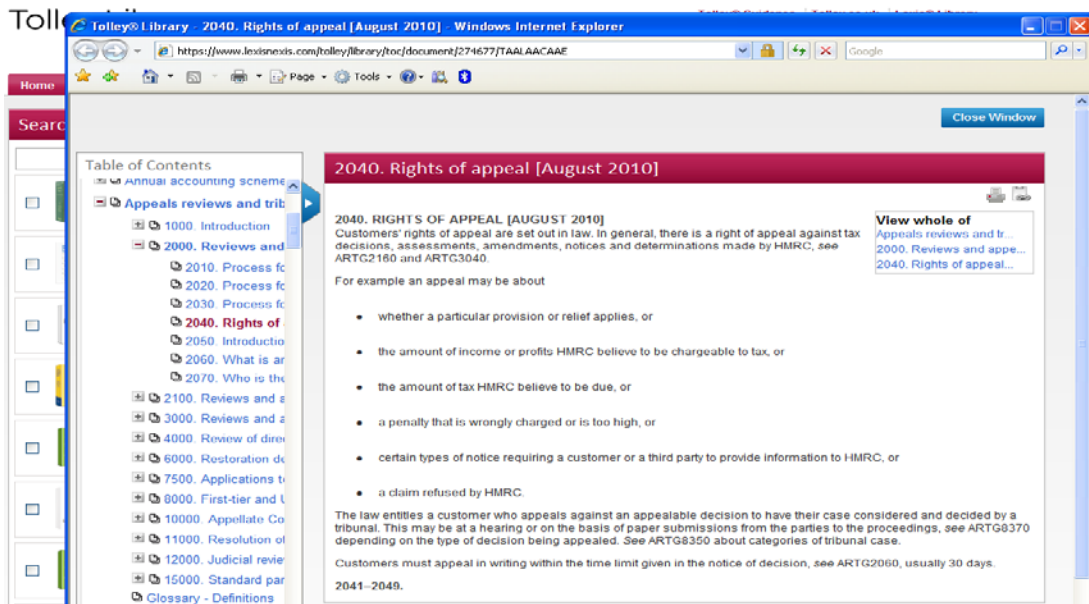 Toll
Tolley® Library - 2040. Rights of appeal [August 2010] - Windows Internet Explorer
https://www.lexisnexis.com/tolley/library/toc/document/274677/TAALAACAAE
Google
Page
Tools
Home
Searc
Close Window
Table of Contents
Annual accounting scheme
Appeals reviews and trib
1000. Introduction
2000. Reviews and
2010. Process fo
2020. Process fo
2030. Process fo
2040. Rights of
2050. Introductio
2060. What is an
2070. Who is the
2100. Reviews and a
3000. Reviews and a
4000. Review of direc
6000. Restoration de
7500. Applications to
8000. First-tier and U
10000. Appellate Co
11000. Resolution of
12000. Judicial revie
15000. Standard par
Glossary - Definitions
2040. Rights of appeal [August 2010]
2040. RIGHTS OF APPEAL [AUGUST 2010]
Customers' rights of appeal are set out in law. In general, there is a right of appeal against tax
decisions, assessments, amendments, notices and determinations made by HMRC, see
ARTG2160 and ARTG3040.
View whole of
Appeals reviews and tr...
2000. Reviews and appe...
2040. Rights of appeal...
For example an appeal may be about
• whether a particular provision or relief applies, or
• the amount of income or profits HMRC believe to be chargeable to tax, or
• the amount of tax HMRC believe to be due, or
• a penalty that is wrongly charged or is too high, or
• certain types of notice requiring a customer or a third party to provide information to HMRC, or
• a claim refused by HMRC.
The law entitles a customer who appeals against an appealable decision to have their case considered and decided by a
tribunal. This may be at a hearing or on the basis of paper submissions from the parties to the proceedings, see ARTG8370
depending on the type of decision being appealed. See ARTG8350 about categories of tribunal case.
Customers must appeal in writing within the time limit given in the notice of decision, see ARTG2060, usually 30 days.
2041–2049.